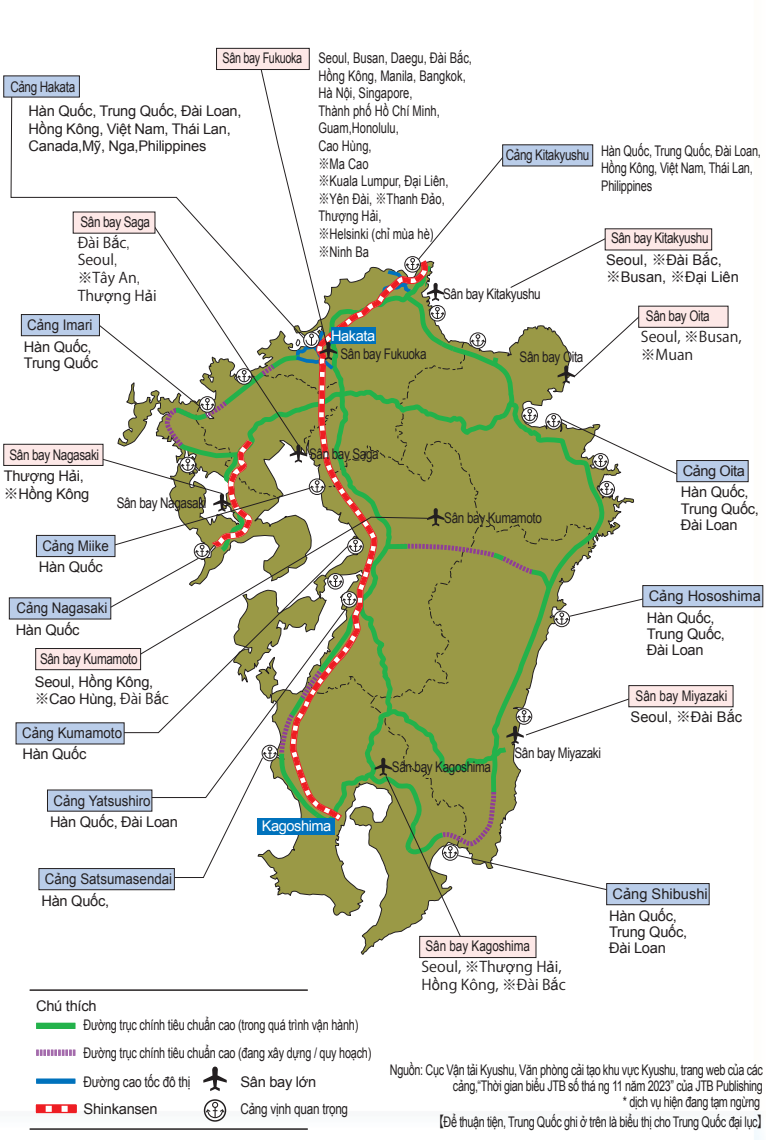 Sân bay Fukuoka
Seoul, Busan, Daegu, Đài Bắc,
Hồng Kông, Manila, Bangkok,
Hà Nội, Singapore,
Thành phố Hồ Chí Minh,
Guam,Honolulu,
Cao Hùng,
※Ma Cao
※Kuala Lumpur, Đại Liên,
※Yên Đài, ※Thanh Đảo,
Thượng Hải,
※Helsinki (chỉ mùa hè)
※Ninh Ba
Cảng Hakata
Hàn Quốc, Trung Quốc, Đài Loan,
Hồng Kông, Việt Nam, Thái Lan,
Canada,Mỹ, Nga,Philippines
Cảng Kitakyushu
Hàn Quốc, Trung Quốc, Đài Loan,
Hồng Kông, Việt Nam, Thái Lan,
Philippines
Sân bay Saga
Đài Bắc,
Seoul,
※Tây An,
Thượng Hải
Sân bay Kitakyushu
Seoul, ※Đài Bắc,
※Busan, ※Đại Liên
Sân bay Kitakyushu
Sân bay Oita
Seoul, ※Busan,
※Muan
Cảng Imari
Hàn Quốc,
Trung Quốc
Hakata
Sân bay Fukuoka
Sân bay Oita
Sân bay Nagasaki
Thượng Hải,
※Hồng Kông
Sân bay Saga
Sân bay Nagasaki
Cảng Oita
Hàn Quốc,
Trung Quốc,
Đài Loan
Sân bay Kumamoto
Cảng Miike
Hàn Quốc
Cảng Nagasaki
Hàn Quốc
Cảng Hososhima
Hàn Quốc,
Trung Quốc,
Đài Loan
Sân bay Kumamoto
Seoul, Hồng Kông,
※Cao Hùng, Đài Bắc
Sân bay Miyazaki
Seoul, ※Đài Bắc
Cảng Kumamoto
Hàn Quốc
Sân bay Miyazaki
Sân bay Kagoshima
Cảng Yatsushiro
Hàn Quốc, Đài Loan
Kagoshima
Cảng Satsumasendai
Hàn Quốc,
Cảng Shibushi
Hàn Quốc,
Trung Quốc,
Đài Loan
Sân bay Kagoshima
Seoul, ※Thượng Hải,
Hồng Kông, ※Đài Bắc
Chú thích
Đường trục chính tiêu chuẩn cao (trong quá trình vận hành)
Đường trục chính tiêu chuẩn cao (đang xây dựng / quy hoạch)
Đường cao tốc đô thị
Sân bay lớn
Shinkansen
Cảng vịnh quan trọng
Nguồn: Cục Vận tải Kyushu, Văn phòng cải tạo khu vực Kyushu, trang web của các
cảng,"Thời gian biểu JTB số thá ng 11 năm 2023" của JTB Publishing
* dịch vụ hiện đang tạm ngừng
【Để thuận tiện, Trung Quốc ghi ở trên là biểu thị cho Trung Quốc đại lục】